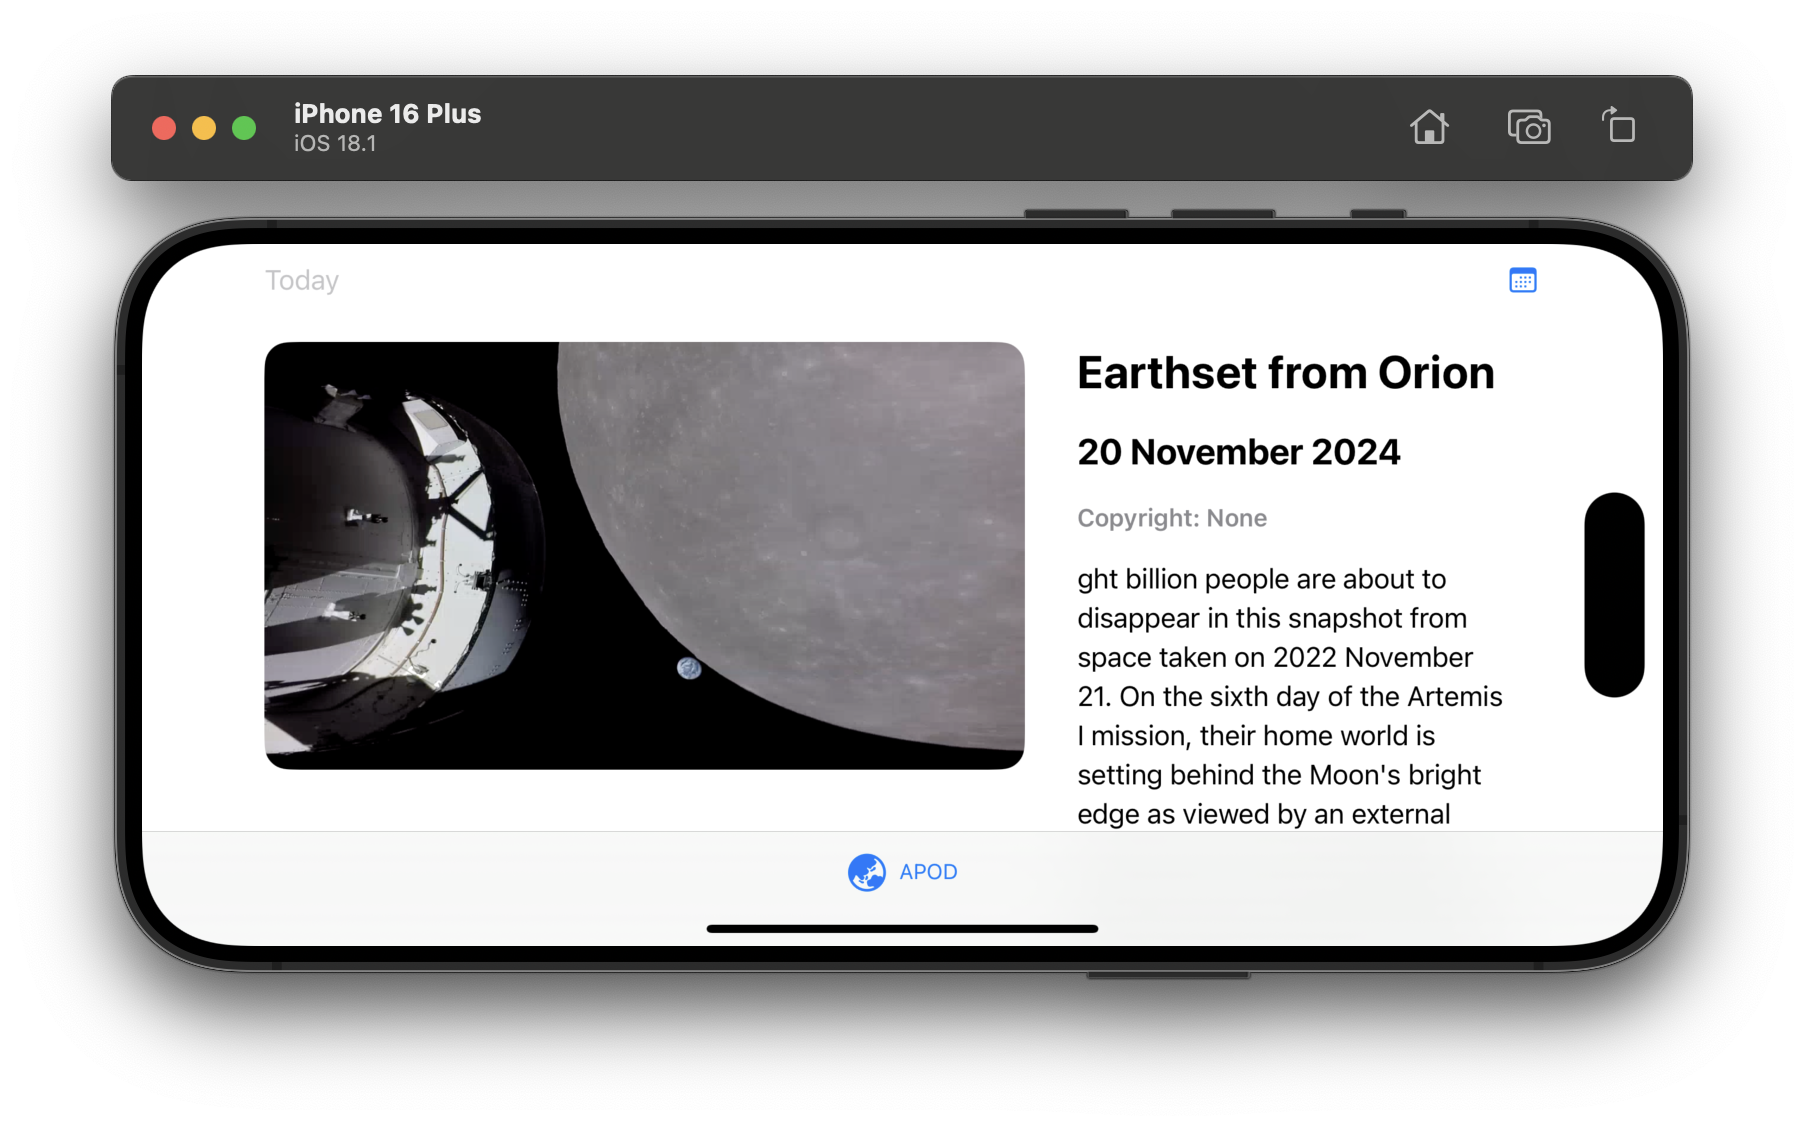 iPhone 16 Plus
iOS 18.1
Today
Earthset from Orion
20 November 2024
Copyright: None
ght billion people are about to
disappear in this snapshot from
space taken on 2022 November
21. On the sixth day of the Artemis
I mission, their home world is
setting behind the Moon's bright
edge as viewed by an external
APOD